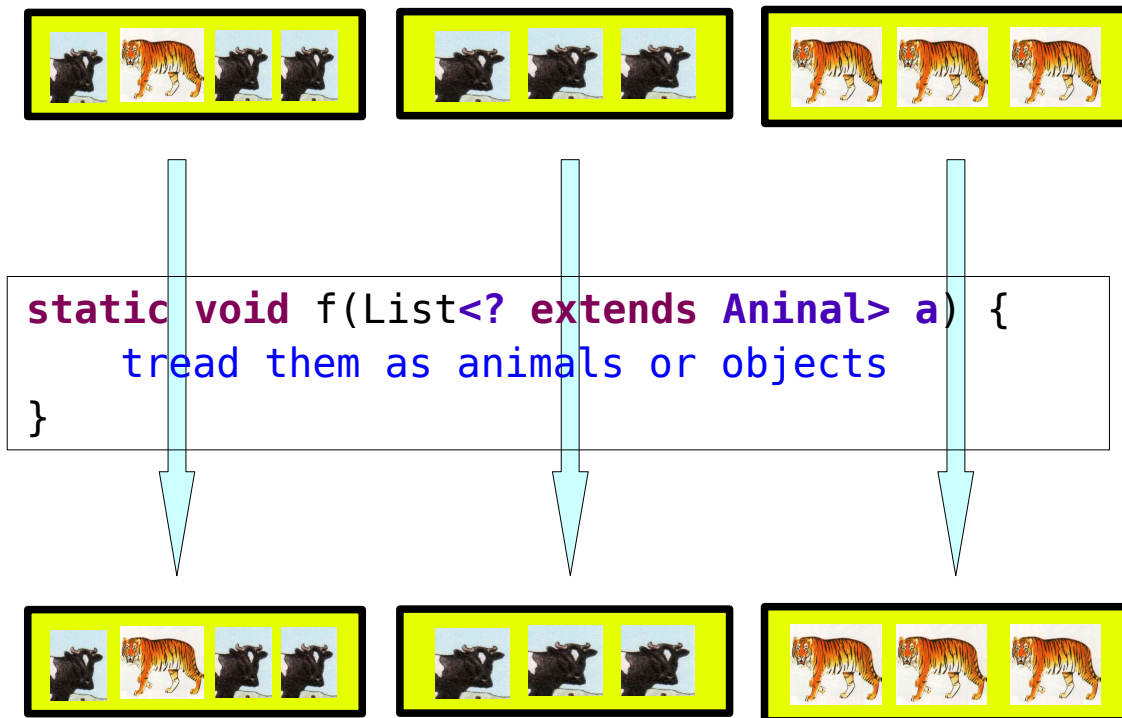 static void f(List<? extends Aninal> a) {
tread them as animals or objects
}